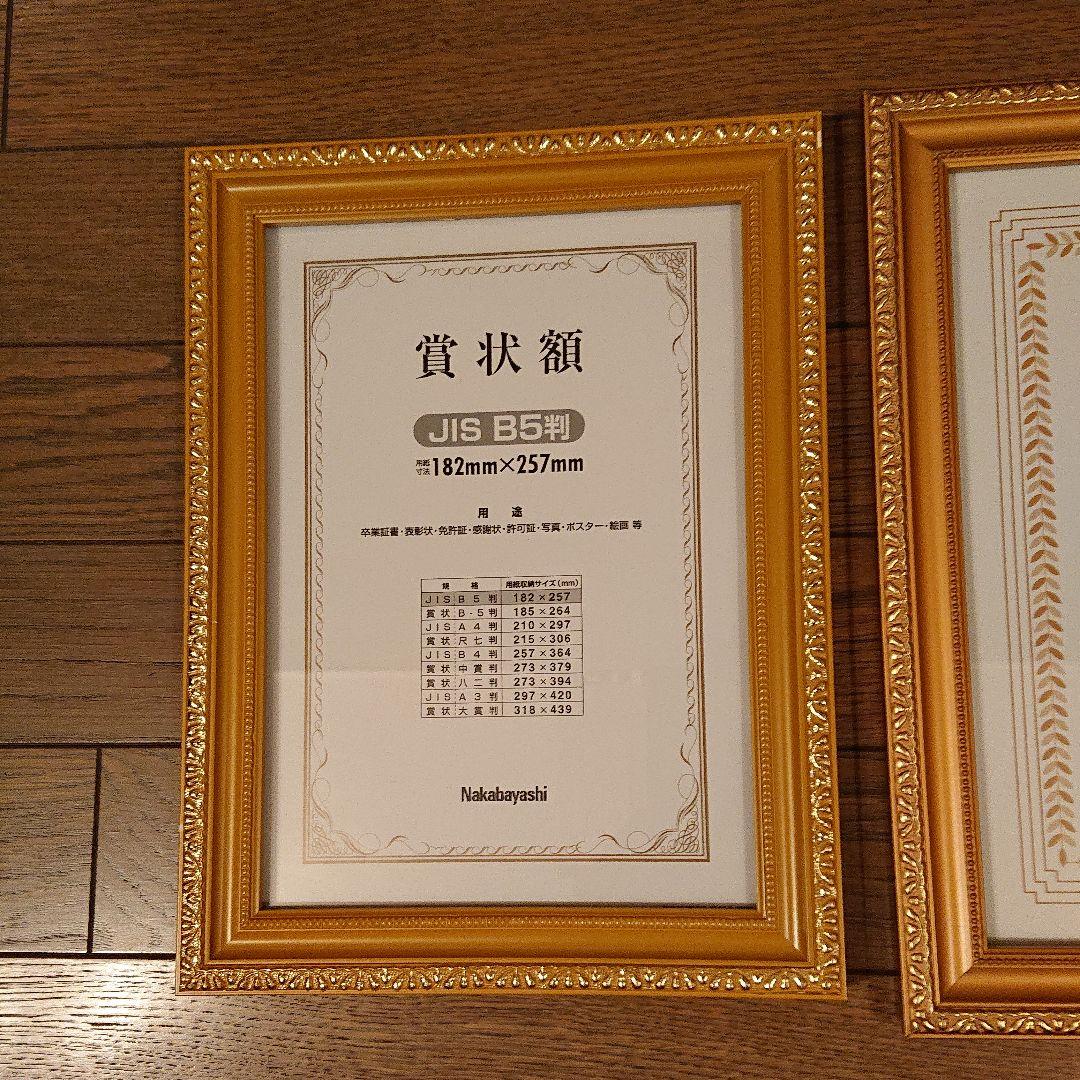 賞状額
JIS B5判
用紙寸法 182mm×257mm
用途
卒業証書・表彰状・免許証・感謝状・許可証・写真・ポスター・絵画 等
規格 用紙収納サイズ(mm)
JIS B5判 182×257
賞状 B-5判 185×264
JIS A4判 210×297
賞状 尺七判 215×306
JIS B4判 257×364
賞状 中賞判 273×379
賞状 八二判 273×394
JIS A3判 297×420
賞状 大賞判 318×439
Nakabayashi